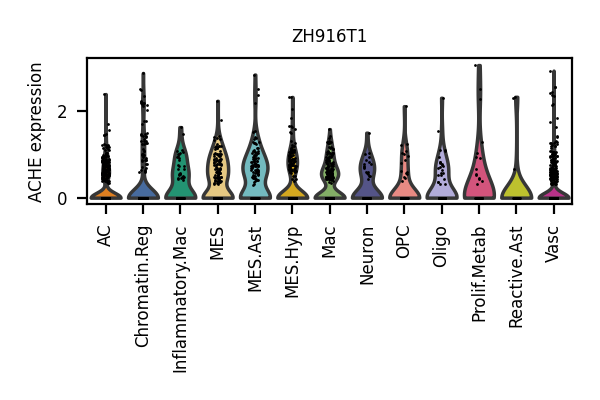 ZH916T1
ACHE expression
2
0
AC
Chromatin.Reg
Inflammatory.Mac
MES
MES.Ast
MES.Hyp
Mac
Neuron
OPC
Oligo
Prolif.Metab
Reactive.Ast
Vasc